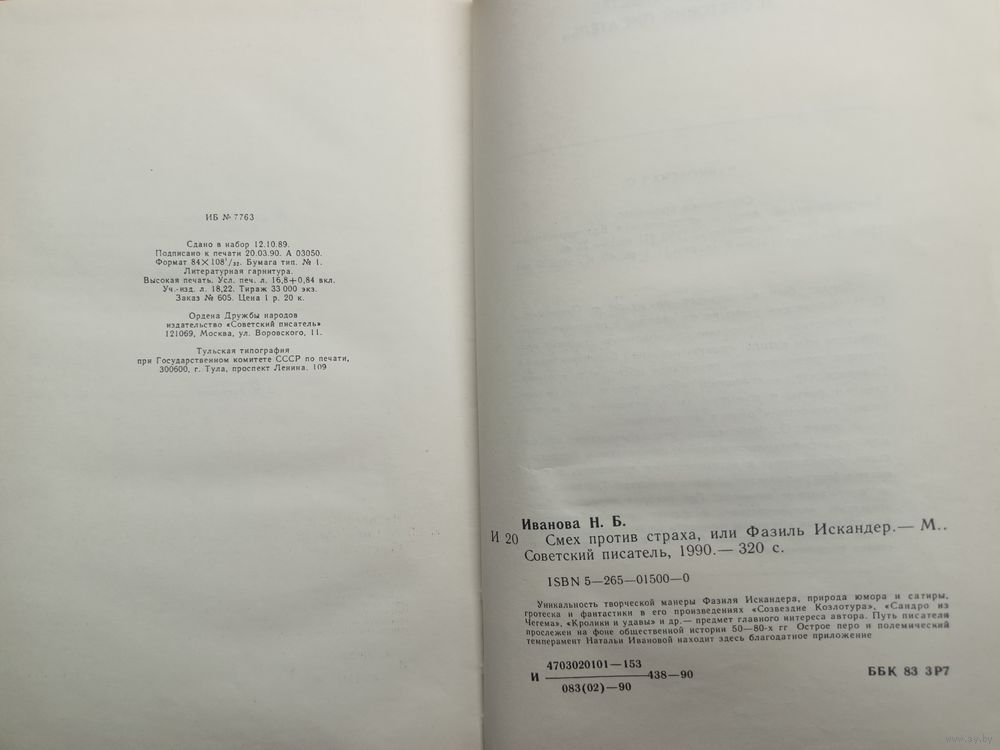 ИБ № 7763
Сдано в набор 12.10.89.
Подписано к печати 20.03.90. А 03050.
Формат 84×108¹/₃₂. Бумага тип. № 1.
Литературная гарнитура.
Высокая печать. Усл. печ. л. 16,8+0,84 вкл.
Уч.-изд. л. 18,22. Тираж 33 000 экз.
Заказ № 605. Цена 1 р. 20 к.
Ордена Дружбы народов
издательство «Советский писатель»
121069, Москва, ул. Воровского, 11.
Тульская типография
при Государственном комитете СССР по печати,
300600, г. Тула, проспект Ленина. 109
Иванова Н. Б.
И 20 Смех против страха, или Фазиль Искандер.— М..
Советский писатель, 1990.— 320 с.
ISBN 5—265—01500—0
Уникальность творческой манеры Фазиля Искандера, природа юмора и сатиры,
гротеска и фантастики в его произведениях «Созвездие Козлотура», «Сандро из
Чегема», «Кролики и удавы» и др.— предмет главного интереса автора. Путь писателя
прослежен на фоне общественной истории 50—80-х гг Острое перо и полемический
темперамент Натальи Ивановой находит здесь благодатное приложение
4703020101—153
И 438—90
083(02)—90
ББК 83 3Р7
www.ay.by